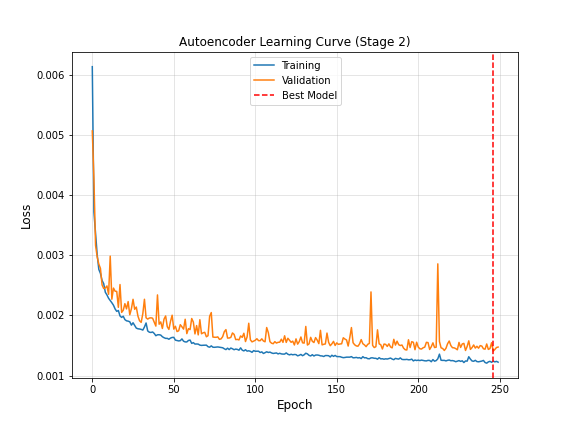 Autoencoder Learning Curve (Stage 2)
Training
Validation
Best Model
0.006
0.005
0.004
0.003
0.002
0.001
Loss
0
50
100
150
200
250
Epoch